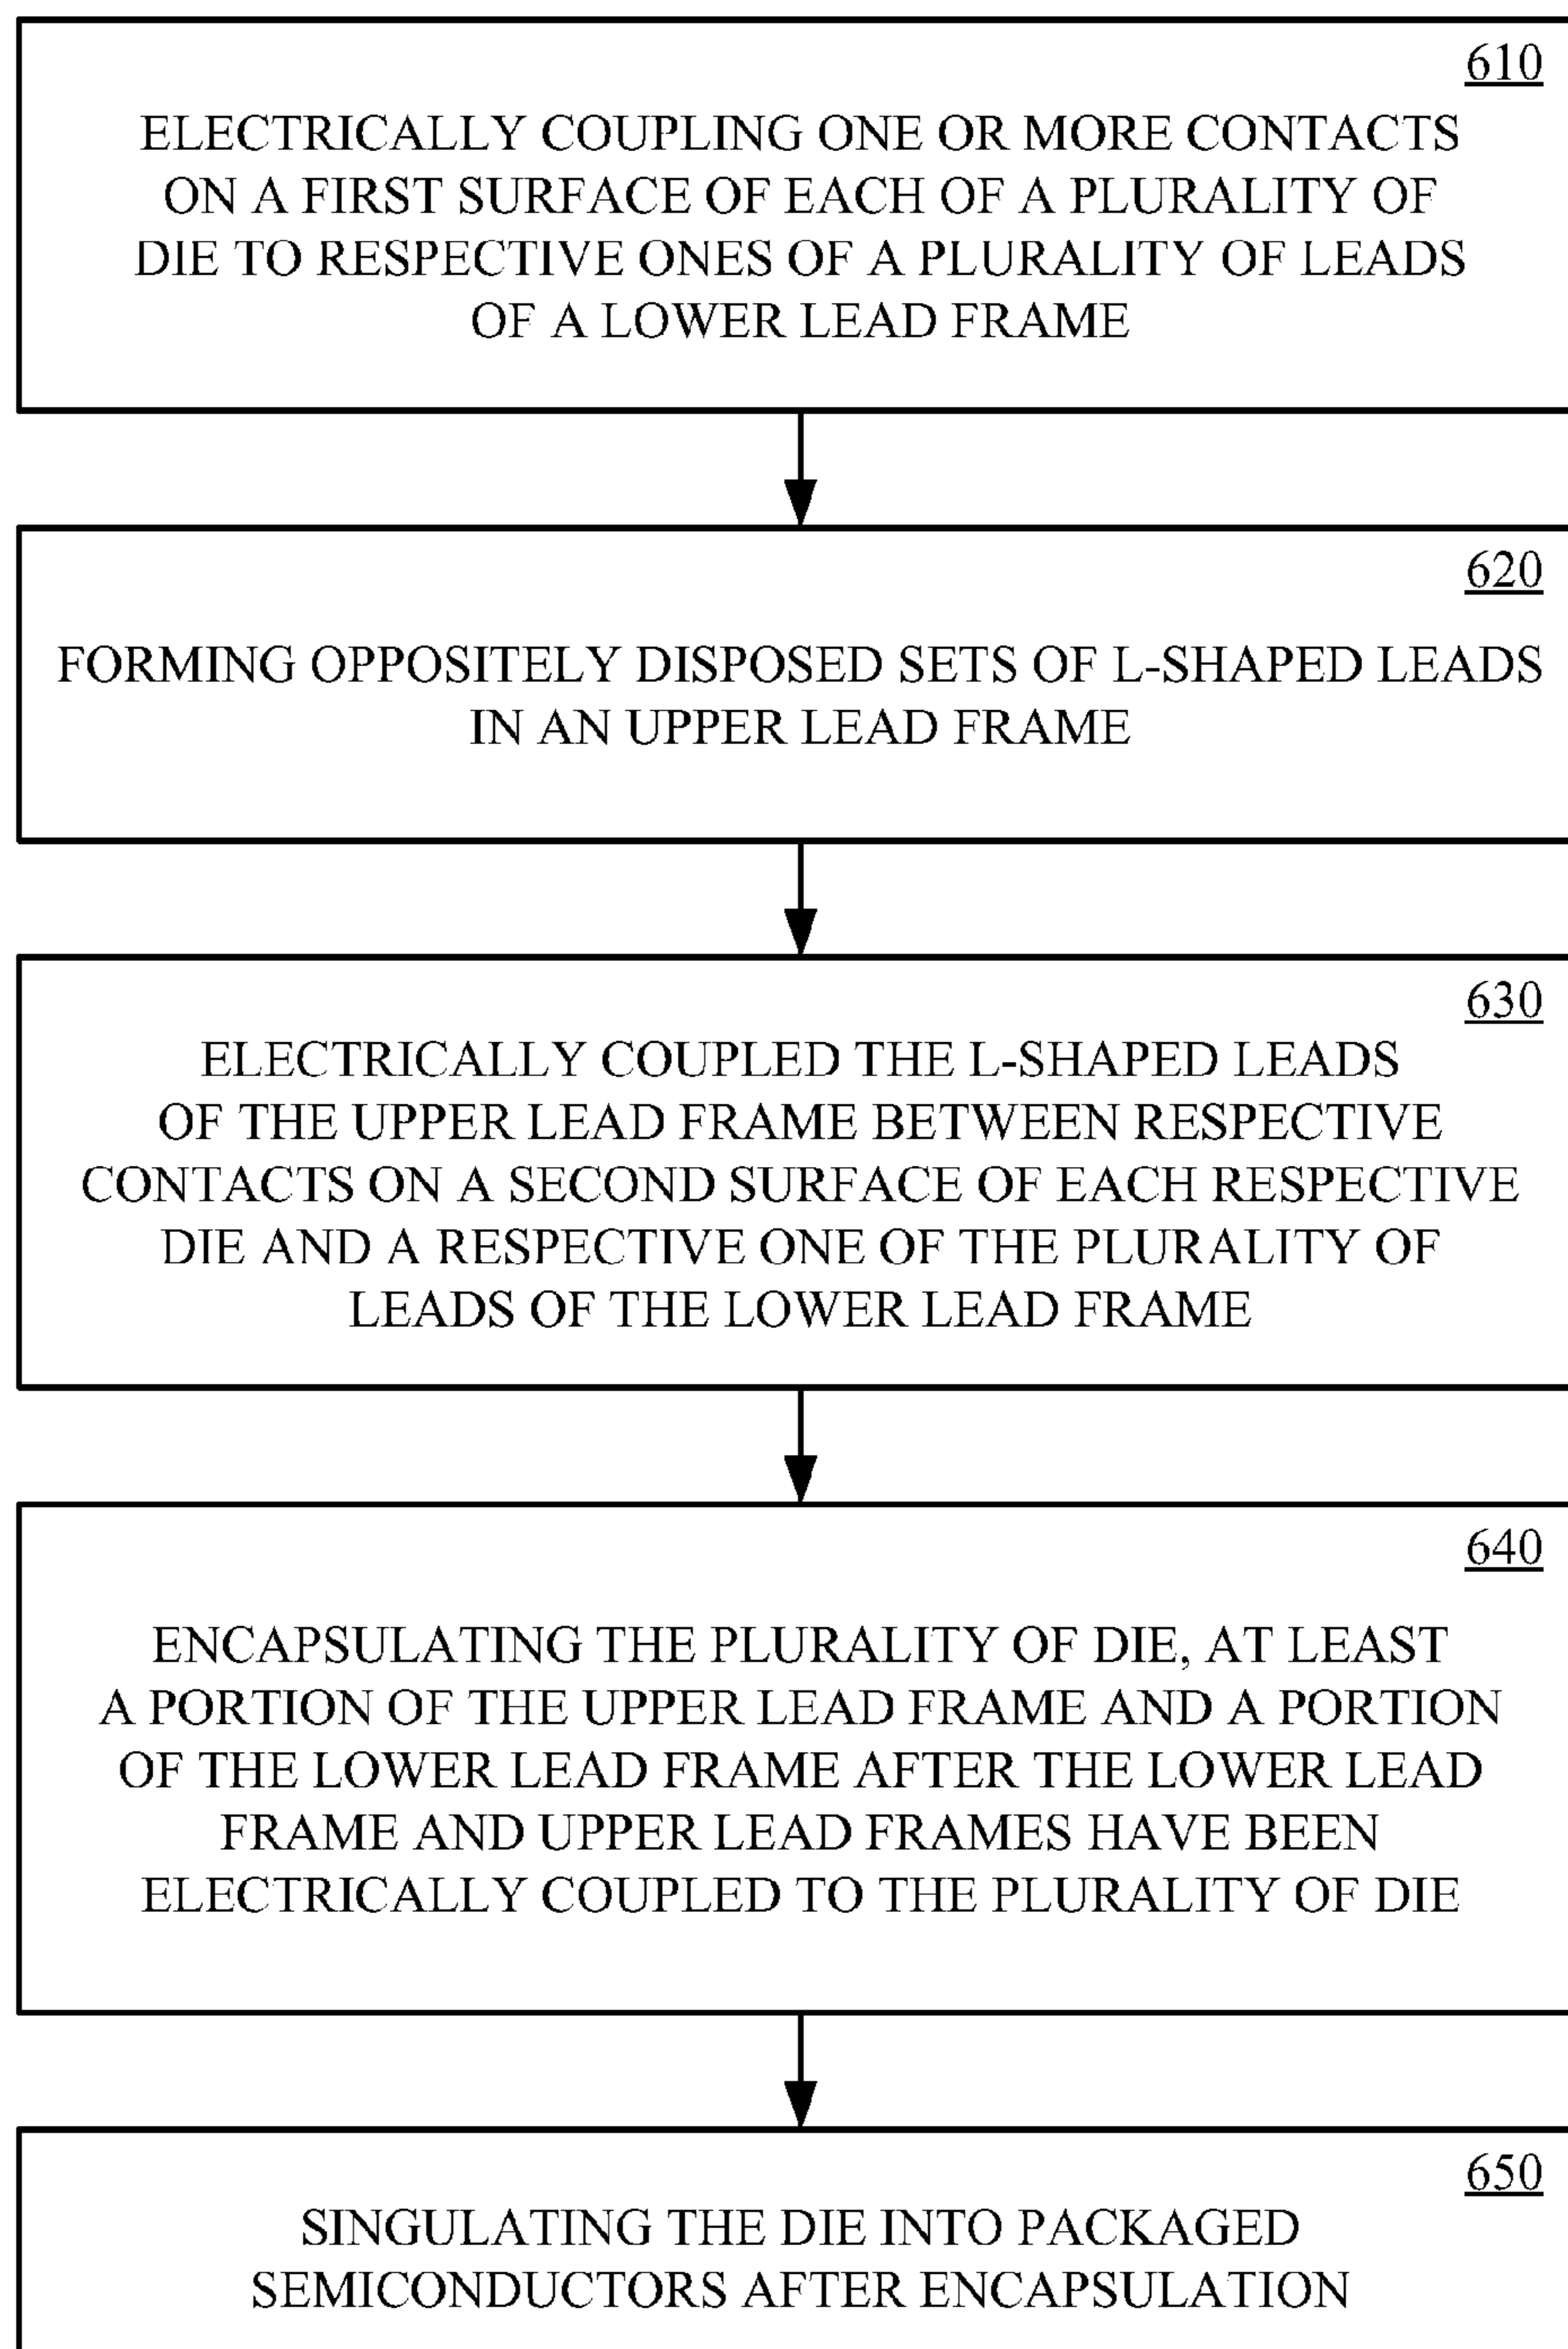 610
ELECTRICALLY COUPLING ONE OR MORE CONTACTS
ON A FIRST SURFACE OF EACH OF A PLURALITY OF
DIE TO RESPECTIVE ONES OF A PLURALITY OF LEADS
OF A LOWER LEAD FRAME
620
FORMING OPPOSITELY DISPOSED SETS OF L-SHAPED LEADS
IN AN UPPER LEAD FRAME
630
ELECTRICALLY COUPLED THE L-SHAPED LEADS
OF THE UPPER LEAD FRAME BETWEEN RESPECTIVE
CONTACTS ON A SECOND SURFACE OF EACH RESPECTIVE
DIE AND A RESPECTIVE ONE OF THE PLURALITY OF
LEADS OF THE LOWER LEAD FRAME
640
ENCAPSULATING THE PLURALITY OF DIE, AT LEAST
A PORTION OF THE UPPER LEAD FRAME AND A PORTION
OF THE LOWER LEAD FRAME AFTER THE LOWER LEAD
FRAME AND UPPER LEAD FRAMES HAVE BEEN
ELECTRICALLY COUPLED TO THE PLURALITY OF DIE
650
SINGULATING THE DIE INTO PACKAGED
SEMICONDUCTORS AFTER ENCAPSULATION